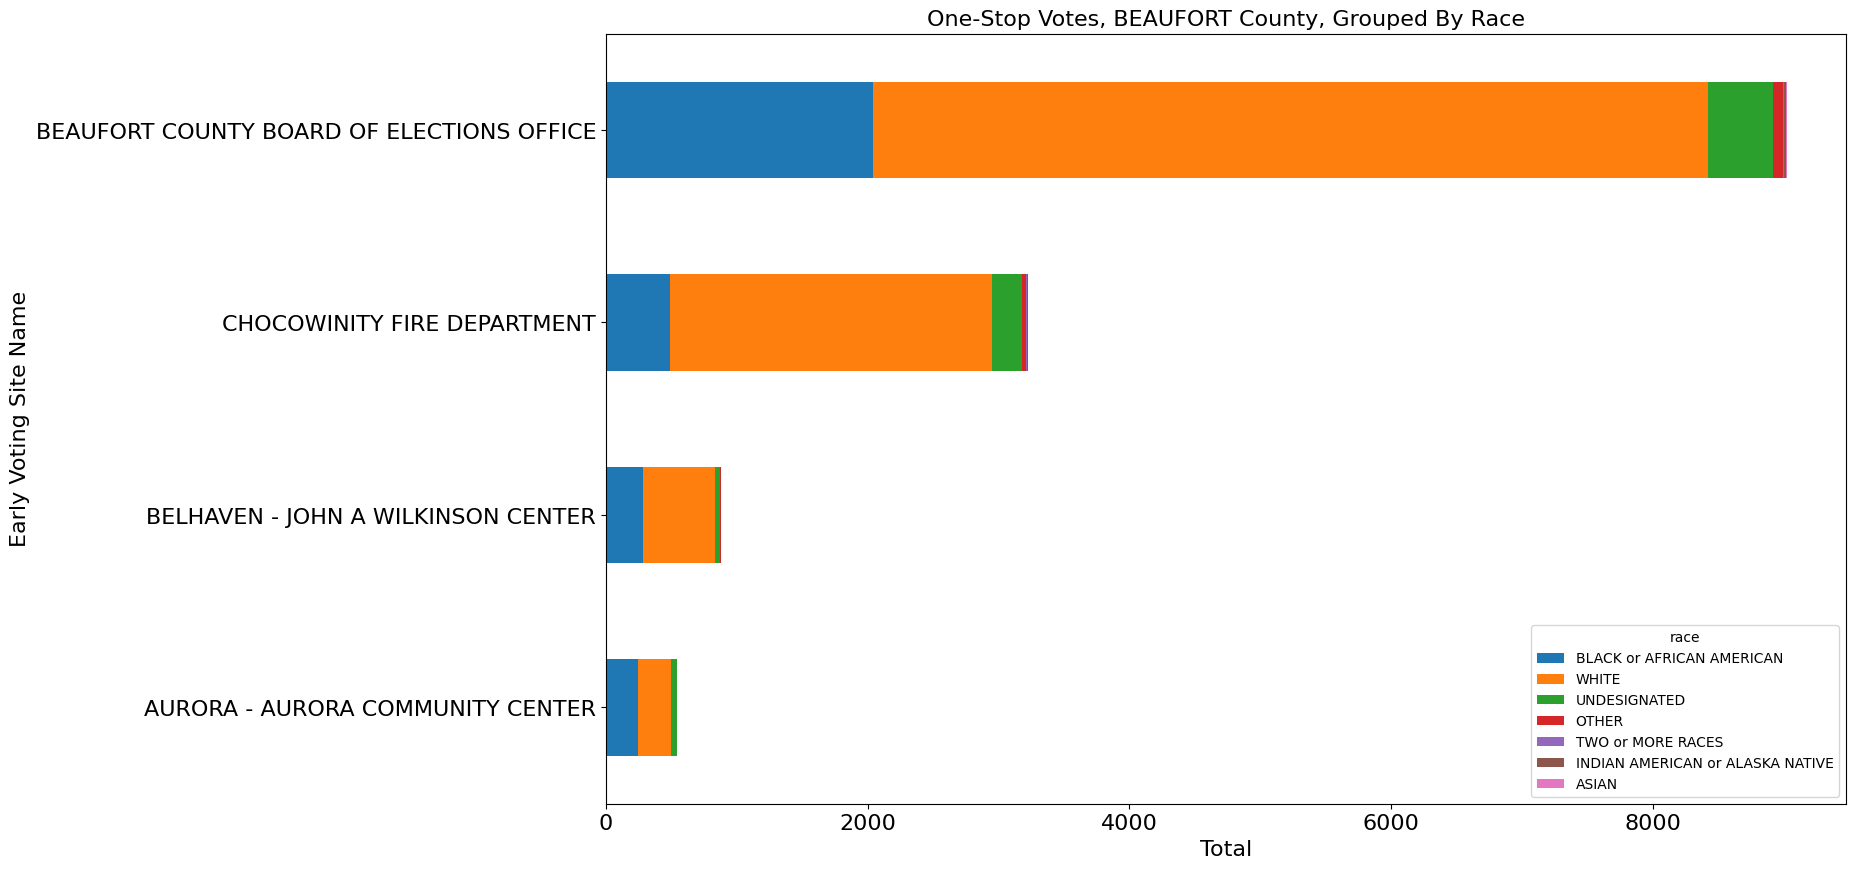 One-Stop Votes, BEAUFORT County, Grouped By Race
Early Voting Site Name
BEAUFORT COUNTY BOARD OF ELECTIONS OFFICE
CHOCOWINITY FIRE DEPARTMENT
BELHAVEN - JOHN A WILKINSON CENTER
AURORA - AURORA COMMUNITY CENTER
race
BLACK or AFRICAN AMERICAN
WHITE
UNDESIGNATED
OTHER
TWO or MORE RACES
INDIAN AMERICAN or ALASKA NATIVE
ASIAN
0 2000 4000 6000 8000
Total